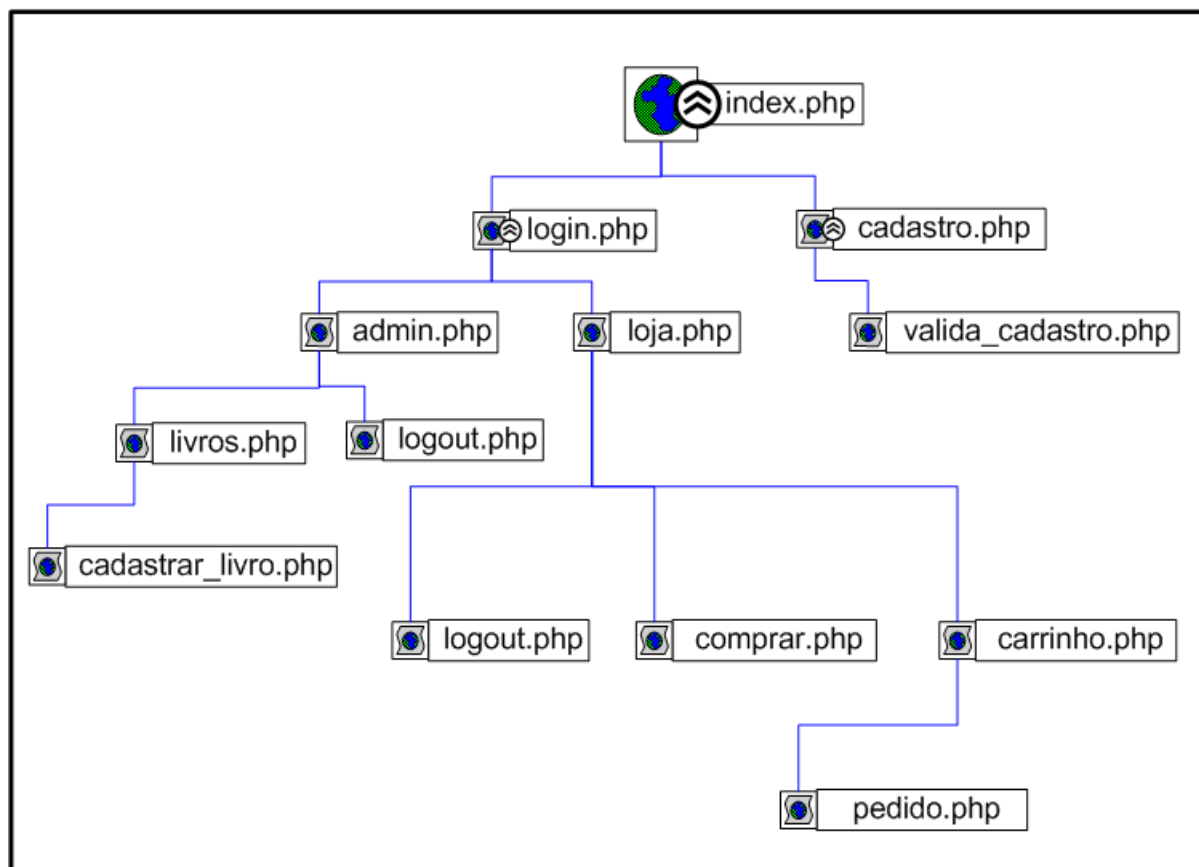 index.php
login.php
cadastro.php
admin.php
loja.php
valida_cadastro.php
livros.php
logout.php
cadastrar_livro.php
logout.php
comprar.php
carrinho.php
pedido.php